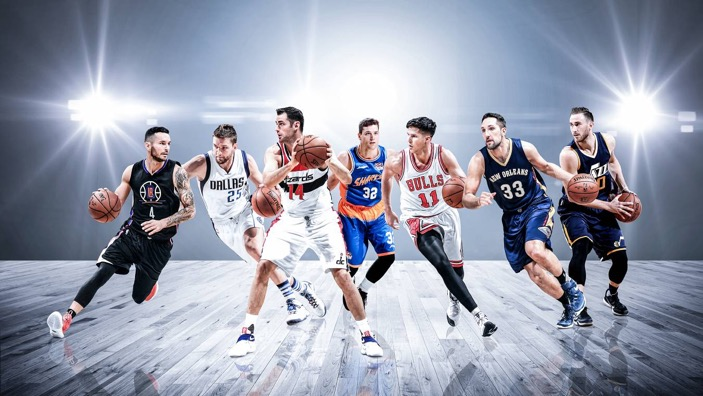 4
DALLAS
25
Wizards
14
SHARKS
32
BULLS
11
NEW ORLEANS
33